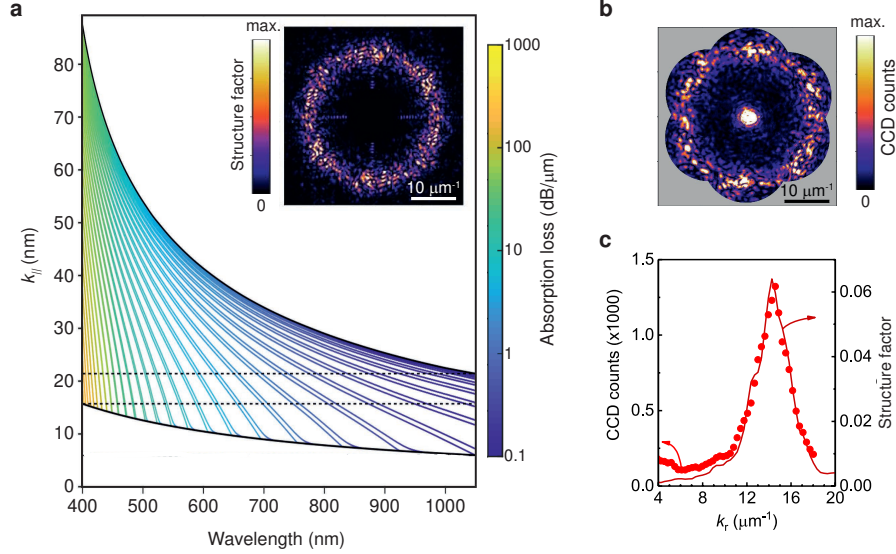 a
max.
Structure factor
0
10 µm⁻¹
1000
100
10
1
0.1
Absorption loss (dB/µm)
80
70
60
50
40
30
20
10
0
k// (nm)
400 500 600 700 800 900 1000
Wavelength (nm)
b
max.
CCD counts
0
10 µm⁻¹
c
1.5
1.0
0.5
0.0
CCD counts (x1000)
0.06
0.04
0.02
0.00
Structure factor
4 8 12 16 20
kr (µm⁻¹)